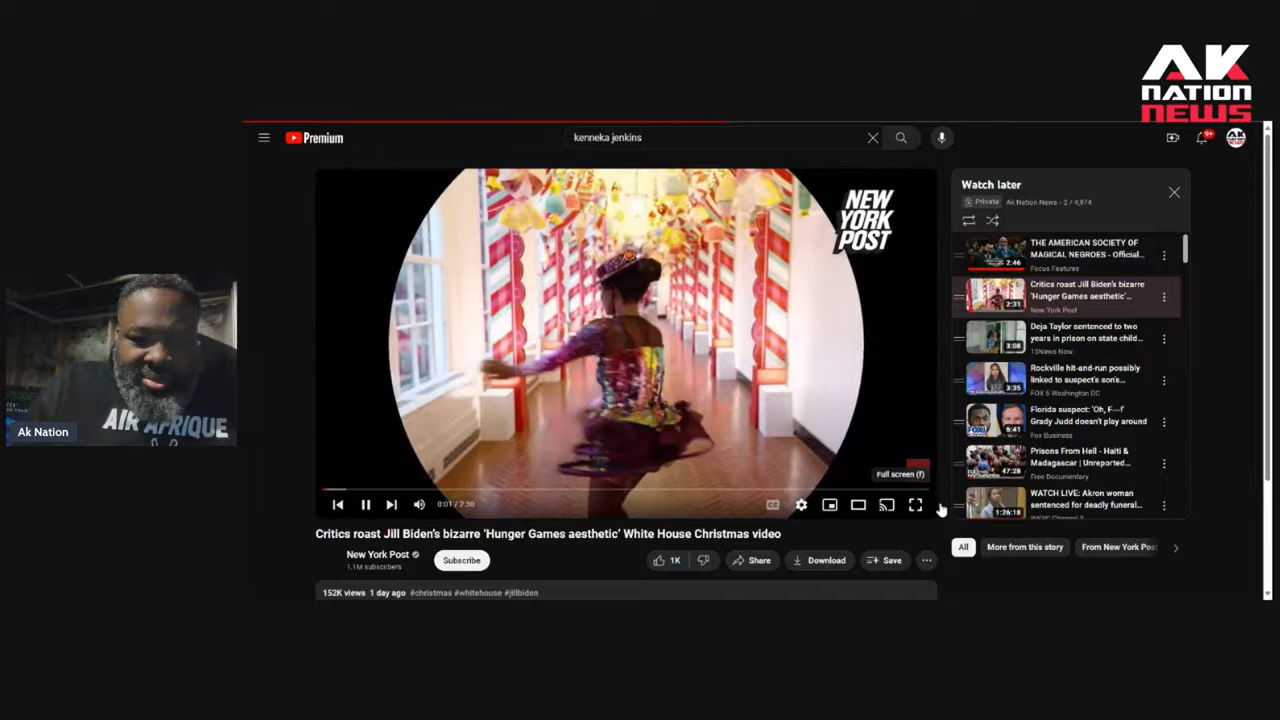 AK
NATION
NEWS
Premium
kenneka jenkins
9+
NEW
YORK
POST
Full screen (f)
0:01 / 2:30
CC
Watch later
Private
Ak Nation News - 2 / 4,974
THE AMERICAN SOCIETY OF
MAGICAL NEGROES - Official...
Focus Features
2:46
Critics roast Jill Biden's bizarre
'Hunger Games aesthetic'...
New York Post
2:31
Deja Taylor sentenced to two
years in prison on state child...
13News Now
3:08
Rockville hit-and-run possibly
linked to suspect's son's...
FOX 5 Washington DC
3:35
Florida suspect: 'Oh, F---!'
Grady Judd doesn't play around
Fox Business
6:41
Prisons From Hell - Haiti &
Madagascar | Unreported...
Free Documentary
47:28
WATCH LIVE: Akron woman
sentenced for deadly funeral...
1:26:18
AIR AFRIQUE
Ak Nation
Critics roast Jill Biden's bizarre 'Hunger Games aesthetic' White House Christmas video
New York Post
1.1M subscribers
Subscribe
1K
Share
Download
Save
All
More from this story
From New York Pos
152K views 1 day ago #christmas #whitehouse #jillbiden